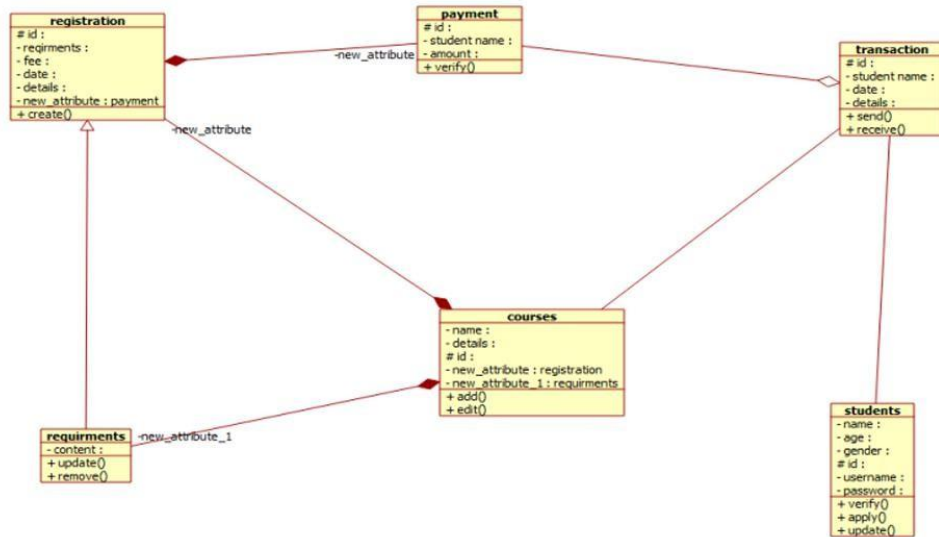 registration
# id :
- reqirments :
- fee :
- date :
- details :
- new_attribute : payment
+ create()
-new_attribute
payment
# id :
- student name :
- amount :
+ verify()
-new_attribute
transaction
# id :
- student name :
- date :
- details :
+ send()
+ receive()
courses
- name :
- details :
# id :
- new_attribute : registration
- new_attribute_1 : requirments
+ add()
+ edit()
requirments
- content :
+ update()
+ remove()
-new_attribute_1
students
- name :
- age :
- gender :
# id :
- username :
- password :
+ verify()
+ apply()
+ update()